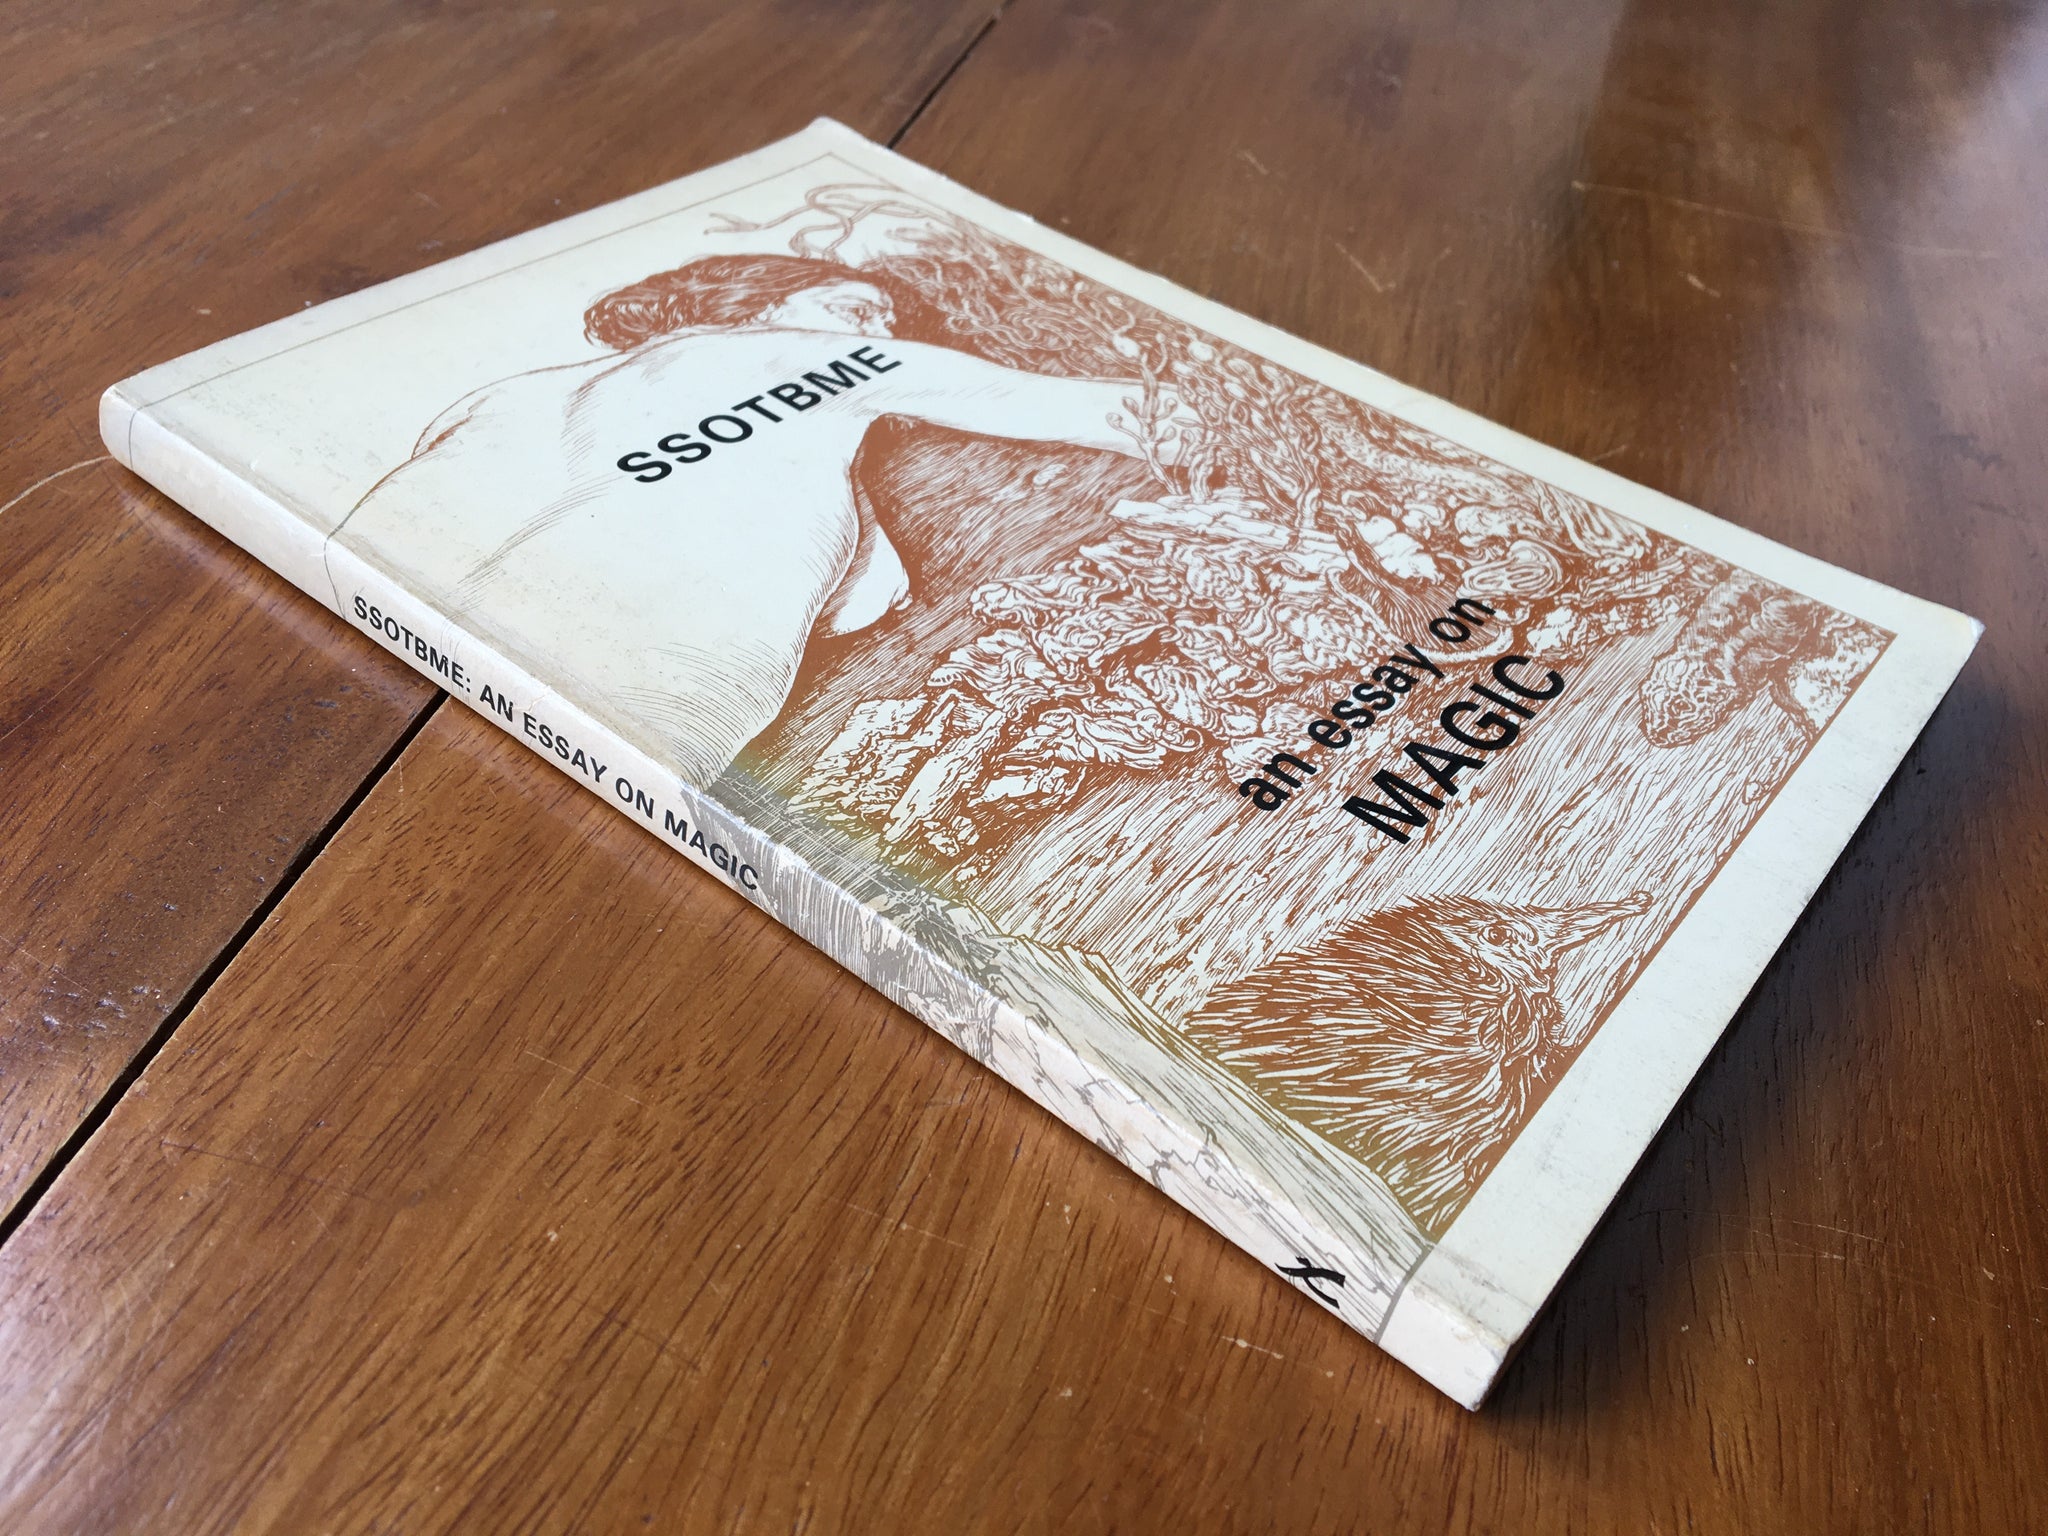 SSOTBME
an essay on
MAGIC
SSOTBME: AN ESSAY ON MAGIC